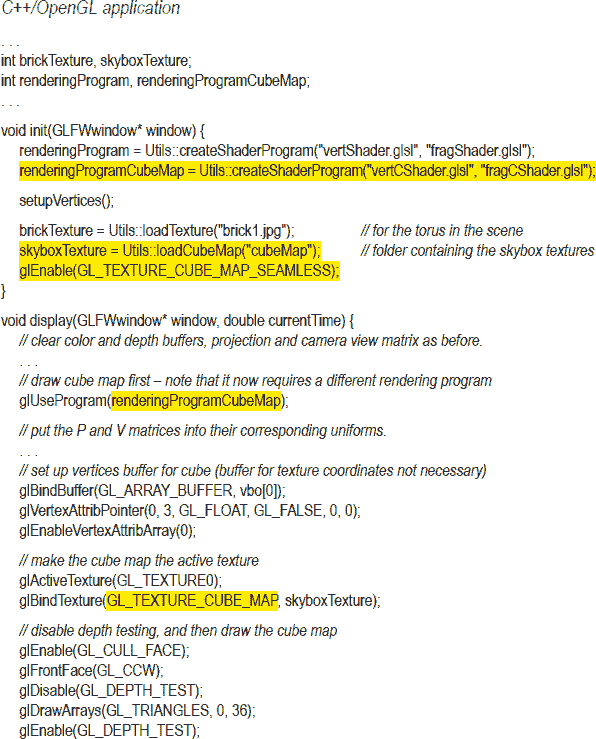 C++/OpenGL application
. . .
int brickTexture, skyboxTexture;
int renderingProgram, renderingProgramCubeMap;
. . .
void init(GLFWwindow* window) {
renderingProgram = Utils::createShaderProgram("vertShader.glsl", "fragShader.glsl");
renderingProgramCubeMap = Utils::createShaderProgram("vertCShader.glsl", "fragCShader.glsl");
setupVertices();
brickTexture = Utils::loadTexture("brick1.jpg"); // for the torus in the scene
skyboxTexture = Utils::loadCubeMap("cubeMap"); // folder containing the skybox textures
glEnable(GL_TEXTURE_CUBE_MAP_SEAMLESS);
}
void display(GLFWwindow* window, double currentTime) {
// clear color and depth buffers, projection and camera view matrix as before.
. . .
// draw cube map first – note that it now requires a different rendering program
glUseProgram(renderingProgramCubeMap);
// put the P and V matrices into their corresponding uniforms.
. . .
// set up vertices buffer for cube (buffer for texture coordinates not necessary)
glBindBuffer(GL_ARRAY_BUFFER, vbo[0]);
glVertexAttribPointer(0, 3, GL_FLOAT, GL_FALSE, 0, 0);
glEnableVertexAttribArray(0);
// make the cube map the active texture
glActiveTexture(GL_TEXTURE0);
glBindTexture(GL_TEXTURE_CUBE_MAP, skyboxTexture);
// disable depth testing, and then draw the cube map
glEnable(GL_CULL_FACE);
glFrontFace(GL_CCW);
glDisable(GL_DEPTH_TEST);
glDrawArrays(GL_TRIANGLES, 0, 36);
glEnable(GL_DEPTH_TEST);